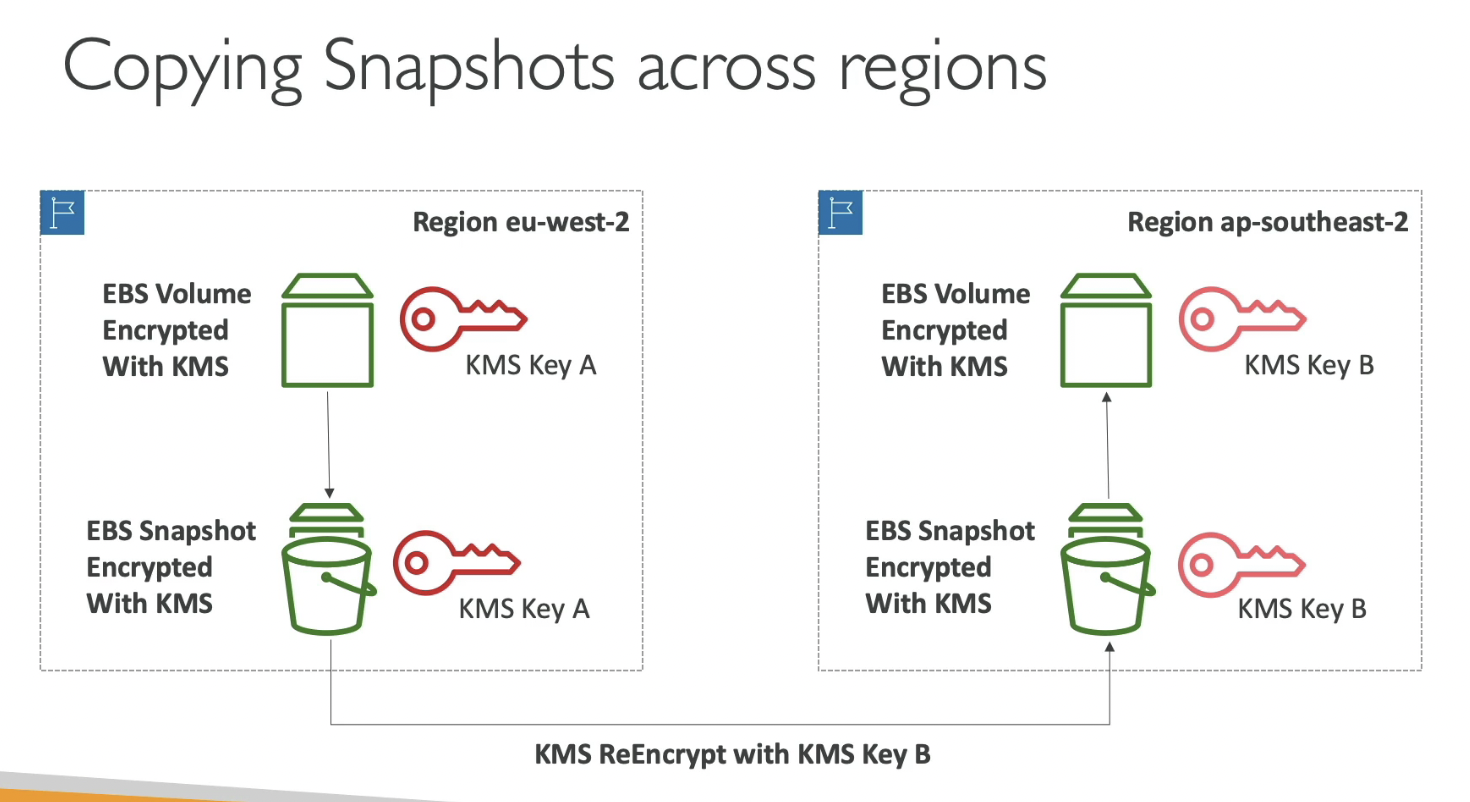 Copying Snapshots across regions
Region eu-west-2
EBS Volume
Encrypted
With KMS
KMS Key A
EBS Snapshot
Encrypted
With KMS
KMS Key A
Region ap-southeast-2
EBS Volume
Encrypted
With KMS
KMS Key B
EBS Snapshot
Encrypted
With KMS
KMS Key B
KMS ReEncrypt with KMS Key B